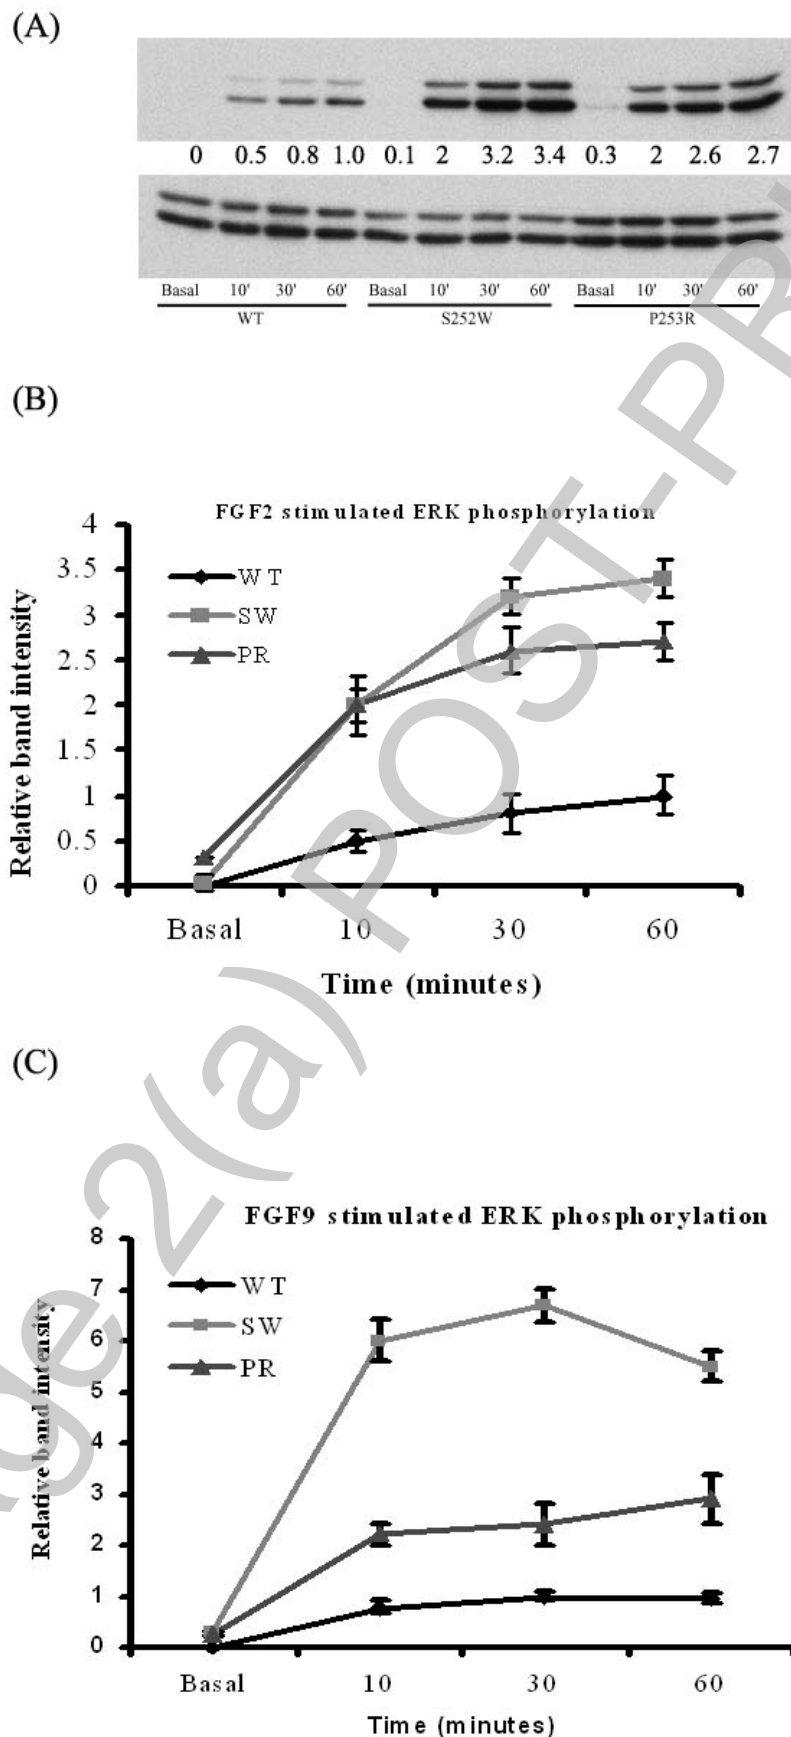 (A)
0 0.5 0.8 1.0 0.1 2 3.2 3.4 0.3 2 2.6 2.7
Basal 10' 30' 60' Basal 10' 30' 60' Basal 10' 30' 60'
WT S252W P253R
(B)
FGF2 stimulated ERK phosphorylation
4
3.5
3
2.5
2
1.5
1
0.5
0
Relative band intensity
WT
SW
PR
Basal 10 30 60
Time (minutes)
(C)
FGF9 stimulated ERK phosphorylation
8
7
6
5
4
3
2
1
0
Relative band intensity
WT
SW
PR
Basal 10 30 60
Time (minutes)
2(a) POST-PR